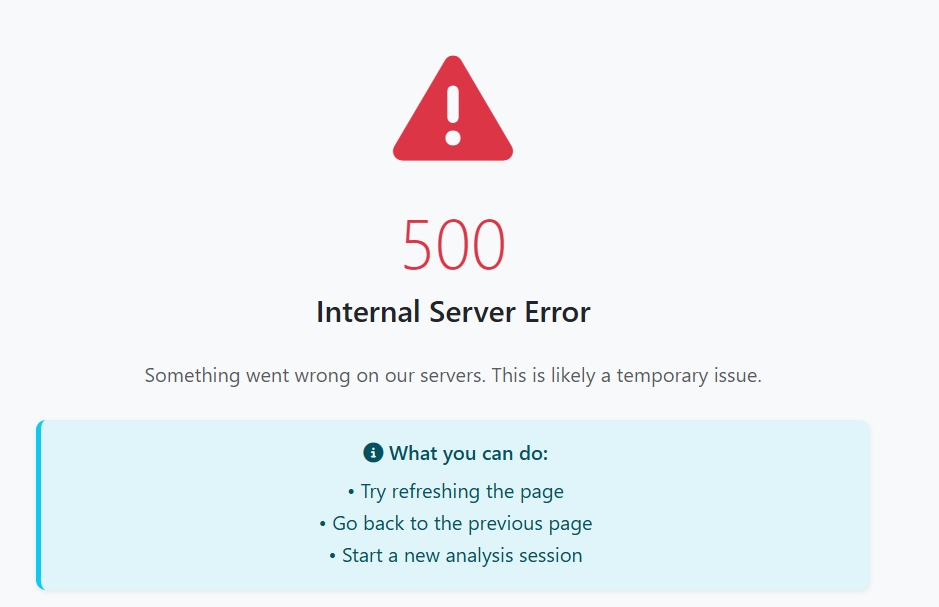 500
Internal Server Error
Something went wrong on our servers. This is likely a temporary issue.
What you can do:
• Try refreshing the page
• Go back to the previous page
• Start a new analysis session